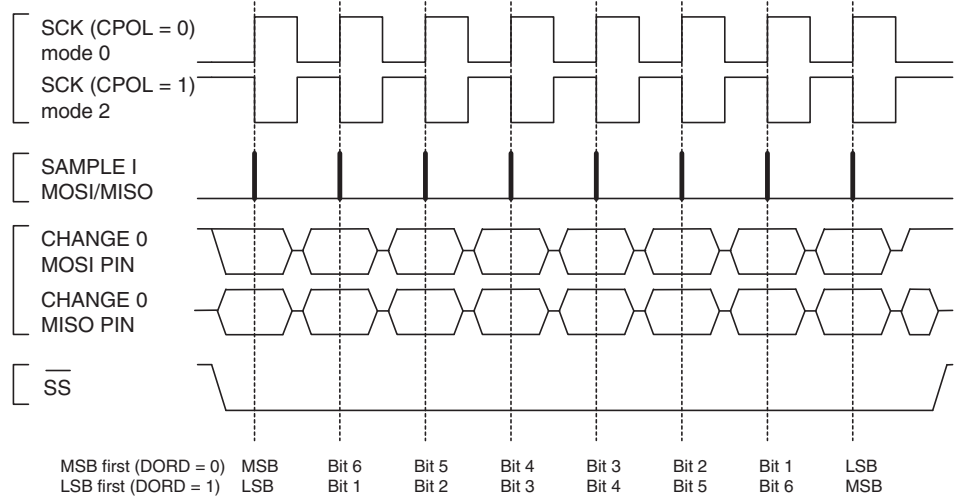 SCK (CPOL = 0)
mode 0
SCK (CPOL = 1)
mode 2
SAMPLE I
MOSI/MISO
CHANGE 0
MOSI PIN
CHANGE 0
MISO PIN
SS
MSB first (DORD = 0) MSB Bit 6 Bit 5 Bit 4 Bit 3 Bit 2 Bit 1 LSB
LSB first (DORD = 1) LSB Bit 1 Bit 2 Bit 3 Bit 4 Bit 5 Bit 6 MSB